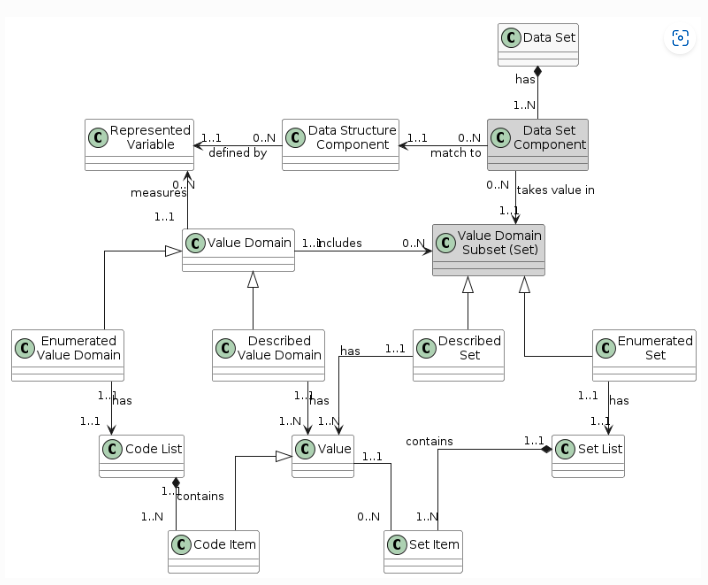 C Data Set
has
1..N
C Represented
Variable
1..1
0..N
defined by
C Data Structure
Component
1..1
0..N
match to
C Data Set
Component
0..N
takes value in
1..1
0..N
measures
1..1
C Value Domain
1..1
includes
0..N
C Value Domain
Subset (Set)
C Enumerated
Value Domain
C Described
Value Domain
has
1..1
C Described
Set
C Enumerated
Set
1..1
has
1..1
1..1
has
1..N
1..N
1..1
has
1..1
C Code List
C Value
contains
1..1
C Set List
1..1
1..1
contains
1..N
0..N
1..N
C Code Item
C Set Item